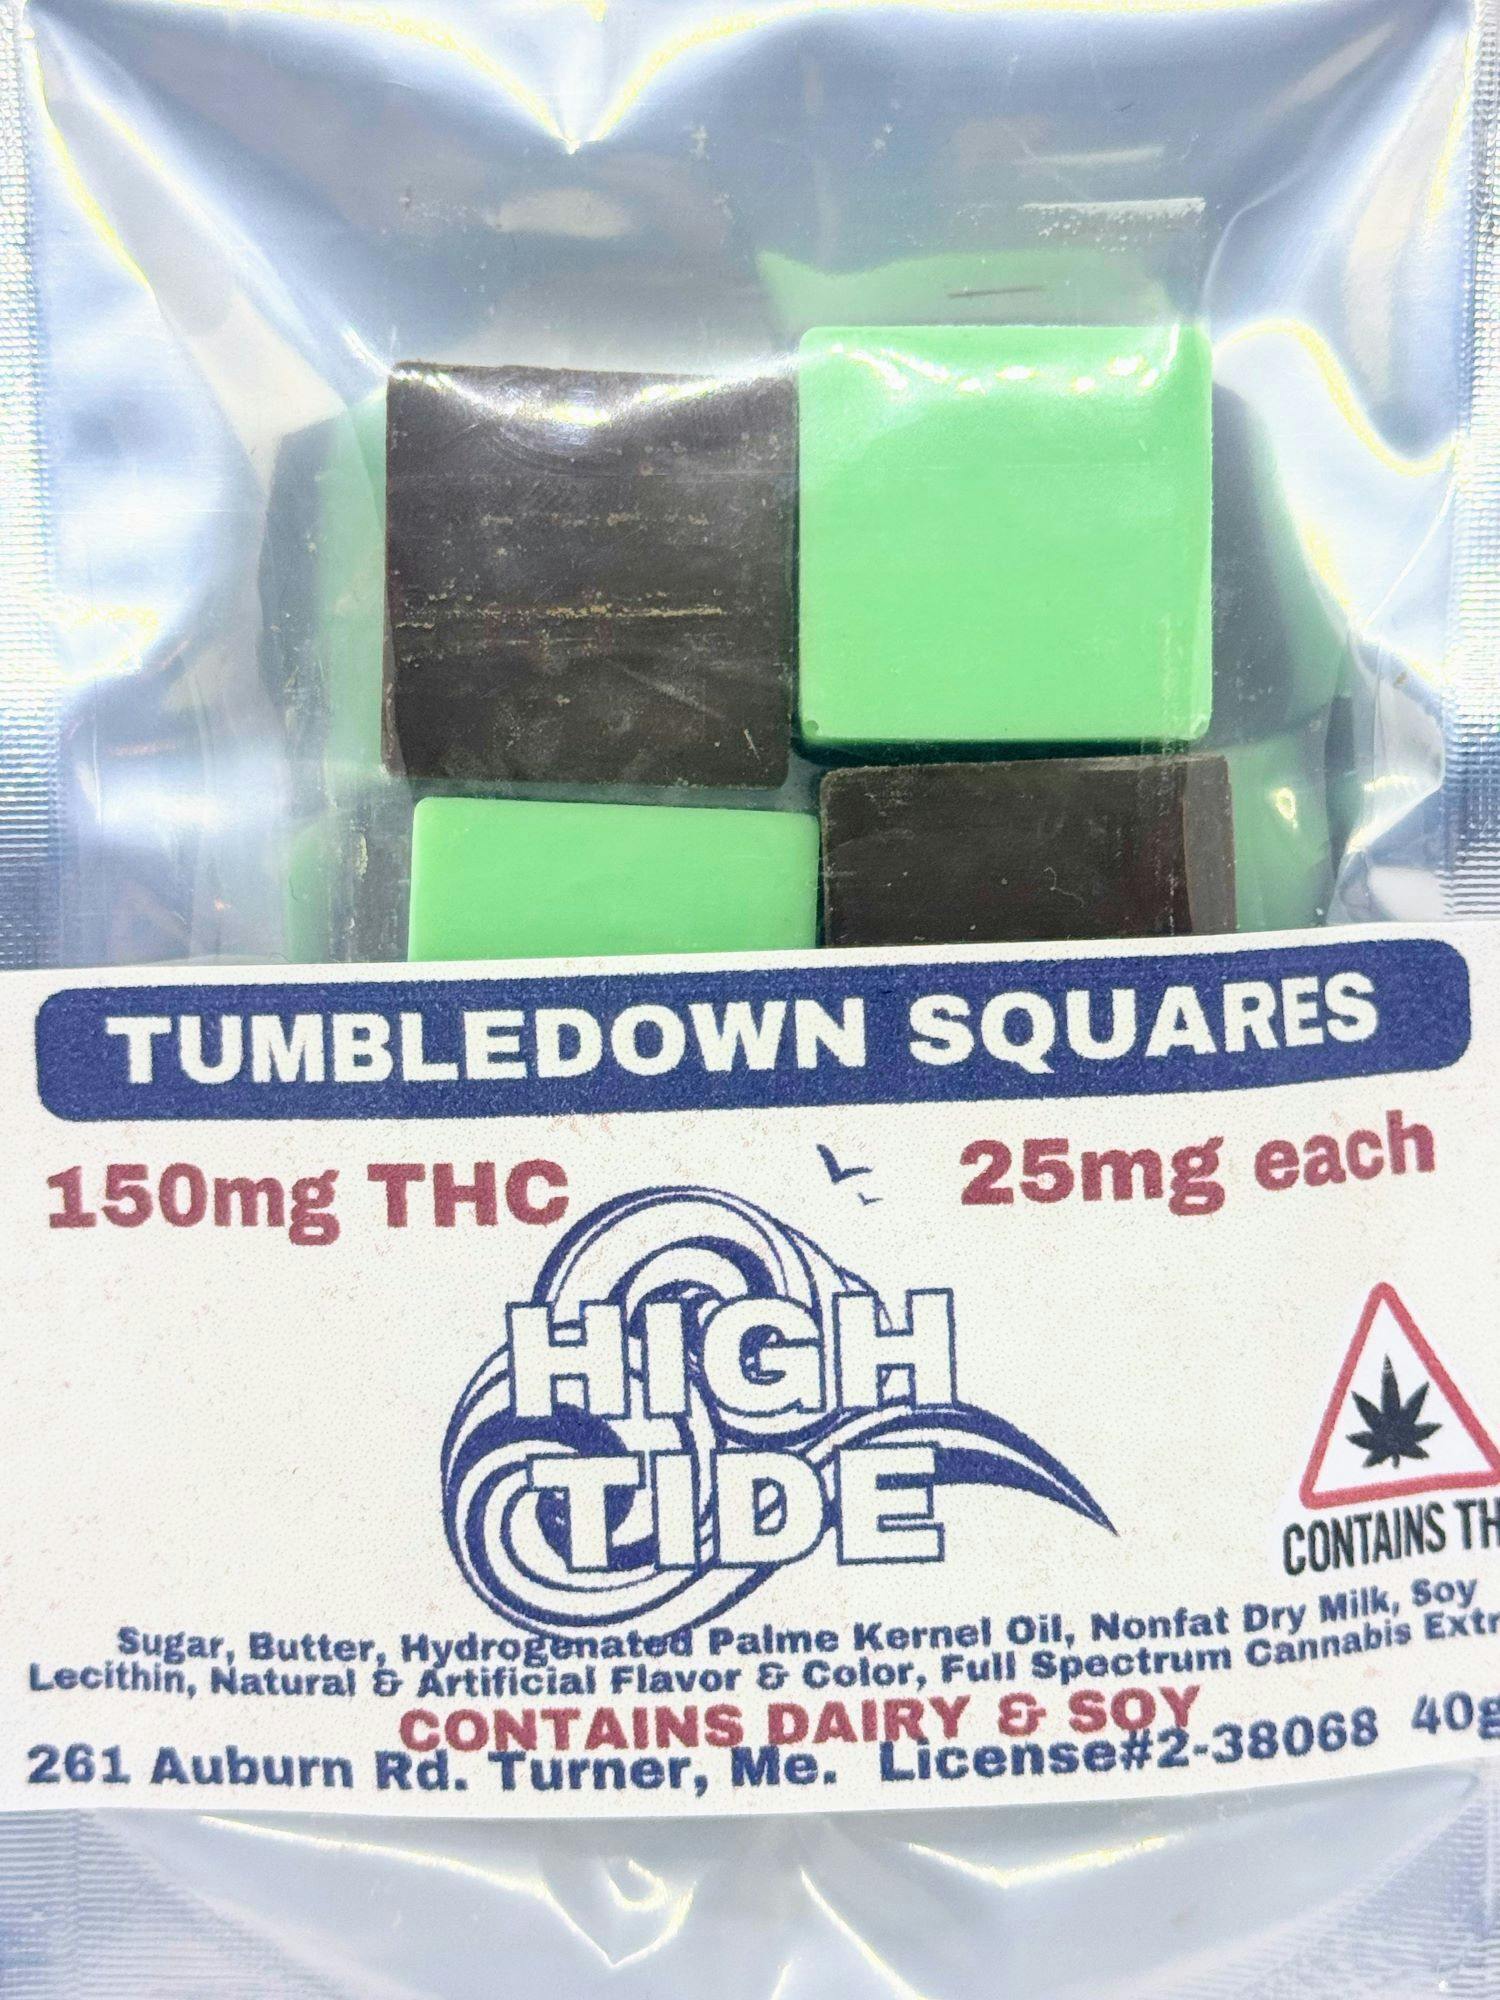 TUMBLEDOWN SQUARES
150mg THC 25mg each
HIGH
TIDE
CONTAINS
Sugar, Butter, Hydrogenated Palme Kernel Oil, Nonfat Dry Milk, Soy
Lecithin, Natural & Artificial Flavor & Color, Full Spectrum Cannabis
CONTAINS DAIRY & SOY
261 Auburn Rd. Turner, Me. License#2-38068 40g